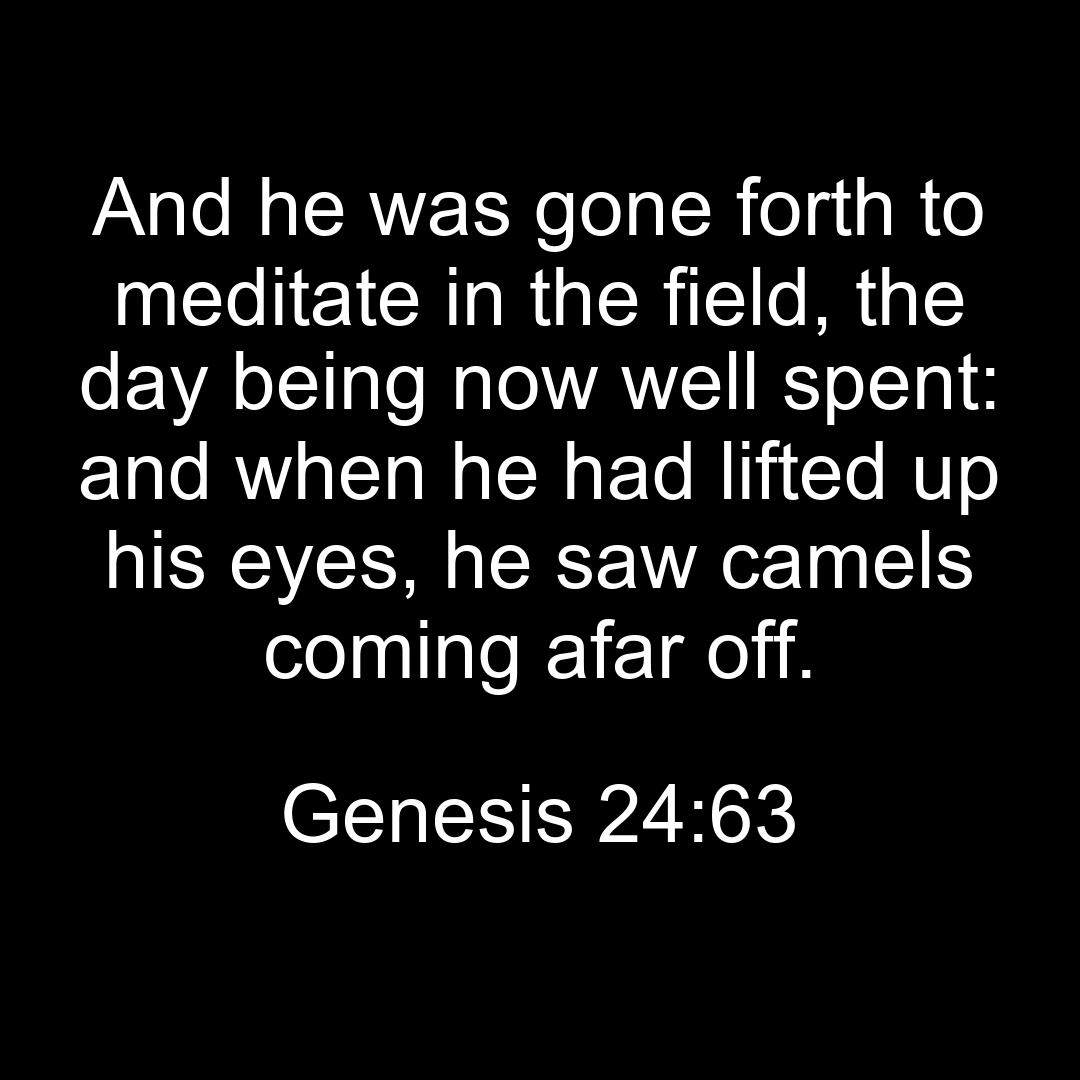 And he was gone forth to
meditate in the field, the
day being now well spent:
and when he had lifted up
his eyes, he saw camels
coming afar off.
Genesis 24:63